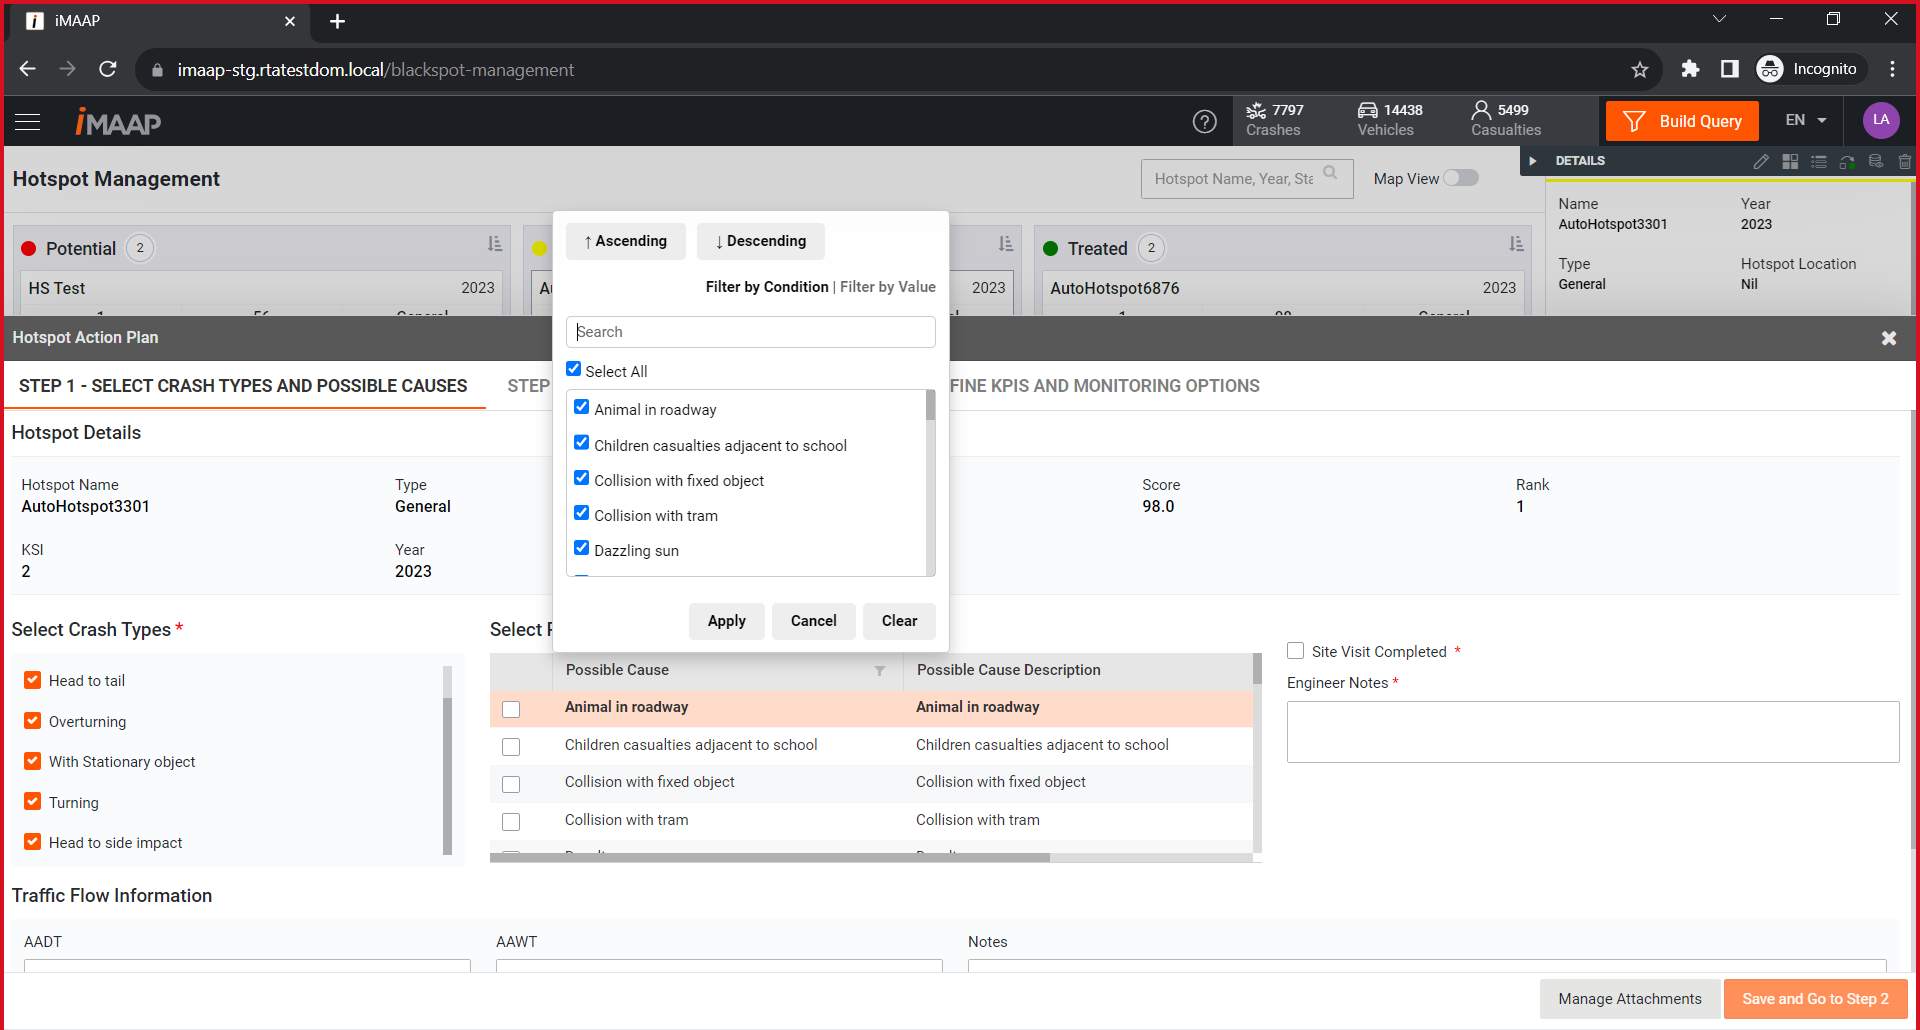 iMAAP
imaap-stg.rtatestdom.local/blackspot-management
Incognito
iMAAP
7797
Crashes
14438
Vehicles
5499
Casualties
Build Query
EN
LA
Hotspot Management
Hotspot Name, Year, Sta
Map View
DETAILS
Name
AutoHotspot3301
Year
2023
Type
General
Hotspot Location
Nil
Potential 2
HS Test 2023
2023
Treated 2
AutoHotspot6876 2023
↑ Ascending
↓ Descending
Filter by Condition | Filter by Value
Search
Select All
Animal in roadway
Children casualties adjacent to school
Collision with fixed object
Collision with tram
Dazzling sun
Apply
Cancel
Clear
Hotspot Action Plan
STEP 1 - SELECT CRASH TYPES AND POSSIBLE CAUSES
STEP
FINE KPIS AND MONITORING OPTIONS
Hotspot Details
Hotspot Name
AutoHotspot3301
Type
General
Score
98.0
Rank
1
KSI
2
Year
2023
Select Crash Types *
Head to tail
Overturning
With Stationary object
Turning
Head to side impact
Select
Possible Cause
Possible Cause Description
Animal in roadway Animal in roadway
Children casualties adjacent to school Children casualties adjacent to school
Collision with fixed object Collision with fixed object
Collision with tram Collision with tram
Site Visit Completed *
Engineer Notes *
Traffic Flow Information
AADT
AAWT
Notes
Manage Attachments
Save and Go to Step 2